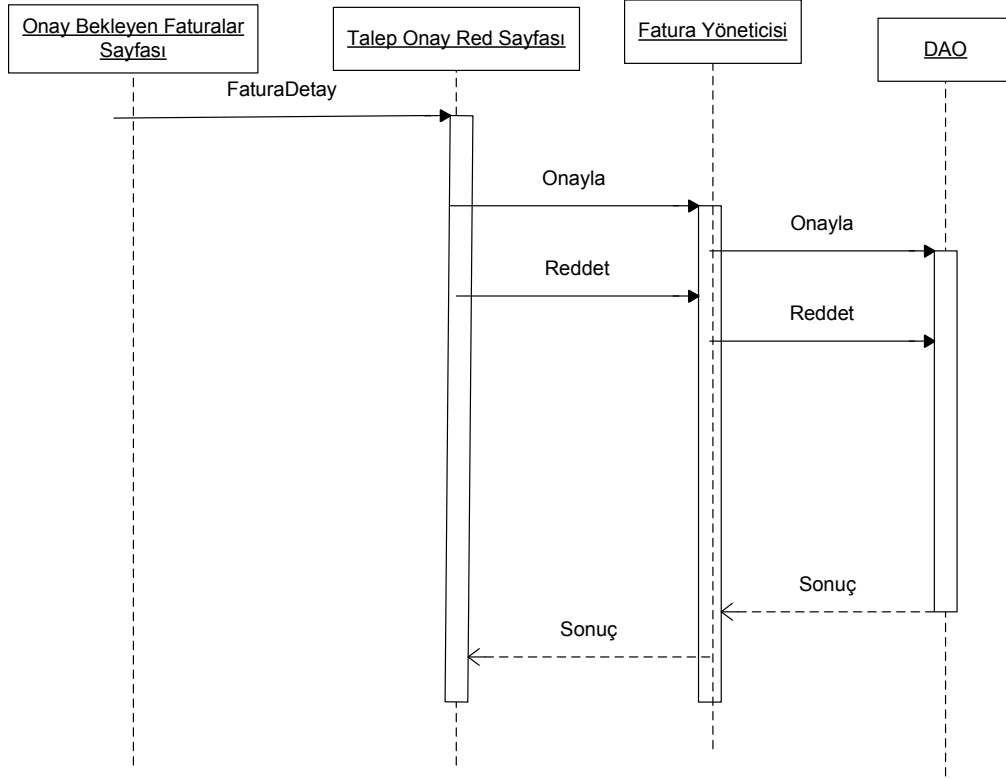 Onay Bekleyen Faturalar
Sayfası
Talep Onay Red Sayfası
Fatura Yöneticisi
DAO
FaturaDetay
Onayla
Onayla
Reddet
Reddet
Sonuç
Sonuç